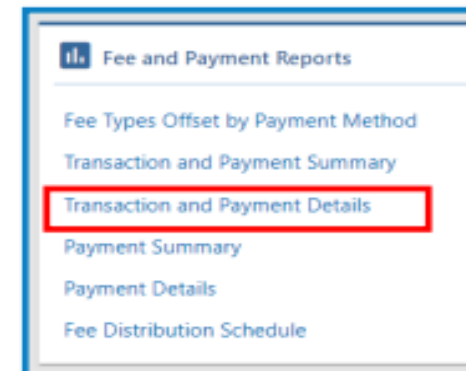 Fee and Payment Reports
Fee Types Offset by Payment Method
Transaction and Payment Summary
Transaction and Payment Details
Payment Summary
Payment Details
Fee Distribution Schedule